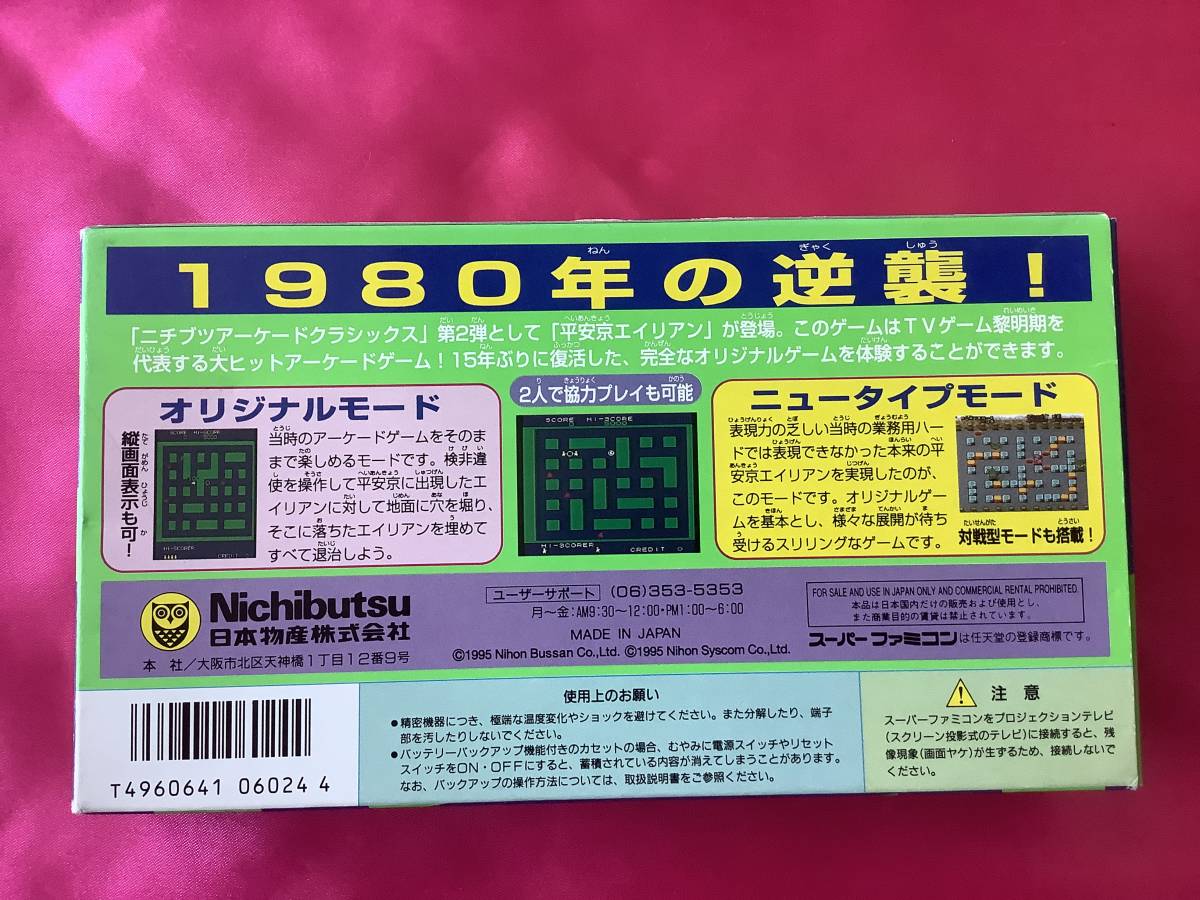 1980年の逆襲！
「ニチブツアーケードクラシックス」第2弾として「平安京エイリアン」が登場。このゲームはTVゲーム黎明期を
代表する大ヒットアーケードゲーム！15年ぶりに復活した、完全なオリジナルゲームを体験することができます。
オリジナルモード
縦画面表示も可！
当時のアーケードゲームをそのま
まで楽しめるモードです。検非違
使を操作して平安京に出現したエ
イリアンに対して地面に穴を掘り、
そこに落ちたエイリアンを埋めて
すべて退治しよう。
SCORE HI-SCORE
5000
HI-SCORER
CREDIT 0
2人で協力プレイも可能
SCORE HI-SCORE
5000
HI-SCORER
CREDIT 0
ニュータイプモード
表現力の乏しい当時の業務用ハー
ドでは表現できなかった本来の平
安京エイリアンを実現したのが、
このモードです。オリジナルゲー
ムを基本とし、様々な展開が待ち
受けるスリリングなゲームです。
対戦型モードも搭載！
Nichibutsu
日本物産株式会社
本 社／大阪市北区天神橋1丁目12番9号
ユーザーサポート (06)353-5353
月～金：AM9:30～12:00・PM1:00～6:00
MADE IN JAPAN
©1995 Nihon Bussan Co.,Ltd. ©1995 Nihon Syscom Co.,Ltd.
FOR SALE AND USE IN JAPAN ONLY AND COMMERCIAL RENTAL PROHIBITED.
本品は日本国内だけの販売および使用とし、
また商業目的の賃貸は禁止されています。
スーパーファミコンは任天堂の登録商標です。
T4960641 06024 4
使用上のお願い
●精密機器につき、極端な温度変化やショックを避けてください。また分解したり、端子
部を汚したりしないでください。
●バッテリーバックアップ機能付きのカセットの場合、むやみに電源スイッチやリセット
スイッチをON・OFFにすると、蓄積されている内容が消えてしまうことがあります。
なお、バックアップの操作方法については、取扱説明書をご参照ください。
注 意
スーパーファミコンをプロジェクションテレビ
(スクリーン投影式のテレビ)に接続すると、残
像現象(画面ヤケ)が生ずるため、接続しないで
ください。